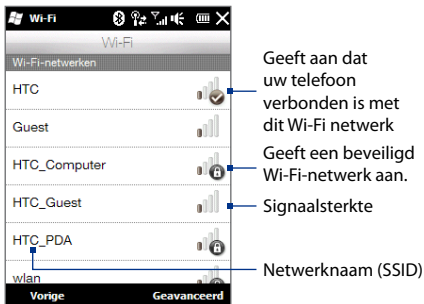 Wi-Fi
Wi-Fi
Wi-Fi-netwerken
HTC
Guest
HTC_Computer
HTC_Guest
HTC_PDA
wlan
Vorige
Geavanceerd
Geeft aan dat
uw telefoon
verbonden is met
dit Wi-Fi netwerk
Geeft een beveiligd
Wi-Fi-netwerk aan.
Signaalsterkte
Netwerknaam (SSID)